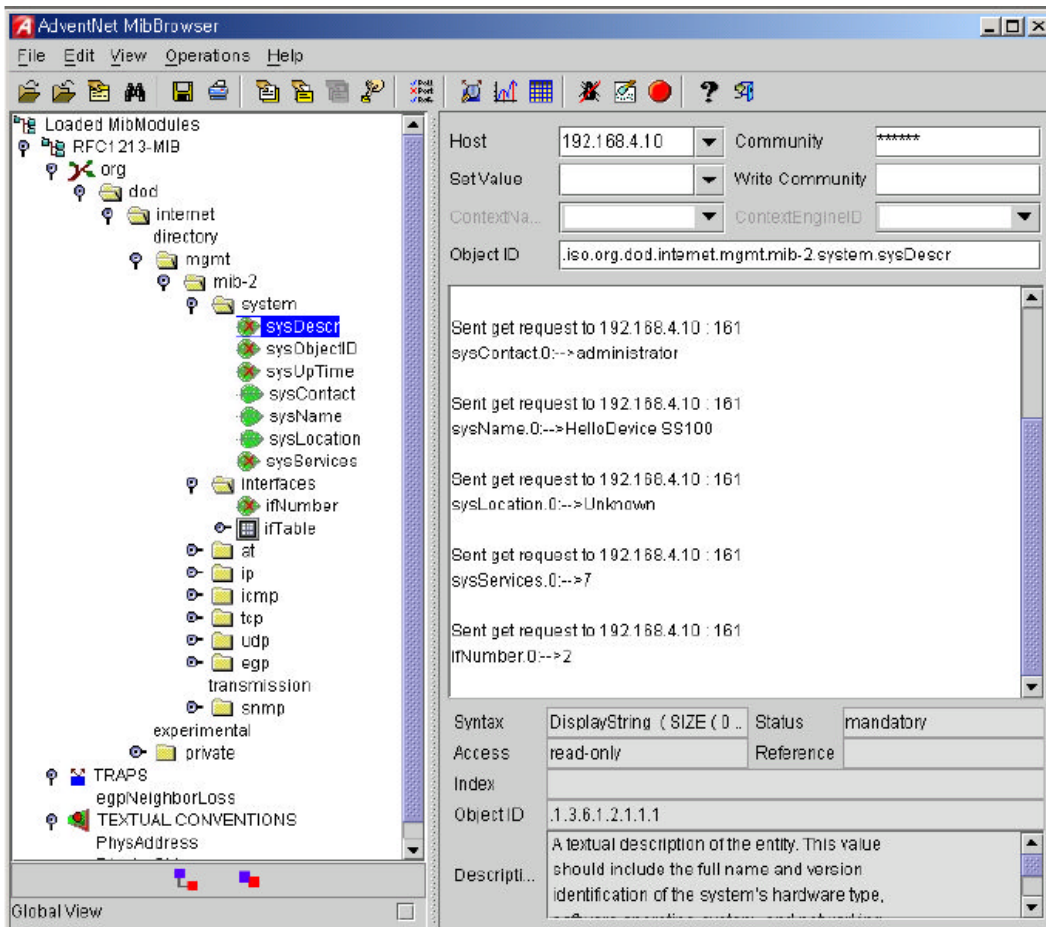 AdventNet MibBrowser
File Edit View Operations Help
Loaded MibModules
RFC1213-MIB
org
dod
internet
directory
mgmt
mib-2
system
sysDescr
sysObjectID
sysUpTime
sysContact
sysName
sysLocation
sysServices
interfaces
ifNumber
ifTable
at
ip
icmp
tcp
udp
egp
transmission
snmp
experimental
private
TRAPS
egpNeighborLoss
TEXTUAL CONVENTIONS
PhysAddress
Global View
Host 192.168.4.10 Community ******
SetValue Write Community
ContextNa... ContextEngineID
Object ID .iso.org.dod.internet.mgmt.mib-2.system.sysDescr
Sent get request to 192.168.4.10 : 161
sysContact.0:-->administrator
Sent get request to 192.168.4.10 : 161
sysName.0:-->HelloDevice SS100
Sent get request to 192.168.4.10 : 161
sysLocation.0:-->Unknown
Sent get request to 192.168.4.10 : 161
sysServices.0:-->7
Sent get request to 192.168.4.10 : 161
ifNumber.0:-->2
Syntax DisplayString ( SIZE ( 0 .. Status mandatory
Access read-only Reference
Index
Object ID .1.3.6.1.2.1.1.1
Descripti... A textual description of the entity. This value
should include the full name and version
identification of the system's hardware type,